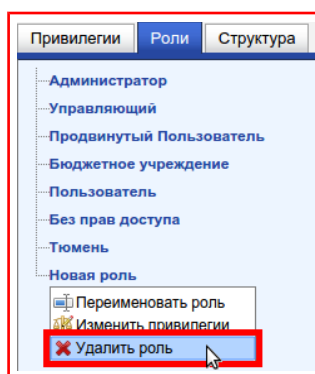 Привилегии Роли Структура
Администратор
Управляющий
Продвинутый Пользователь
Бюджетное учреждение
Пользователь
Без прав доступа
Тюмень
Новая роль
Переименовать роль
Изменить привилегии
Удалить роль